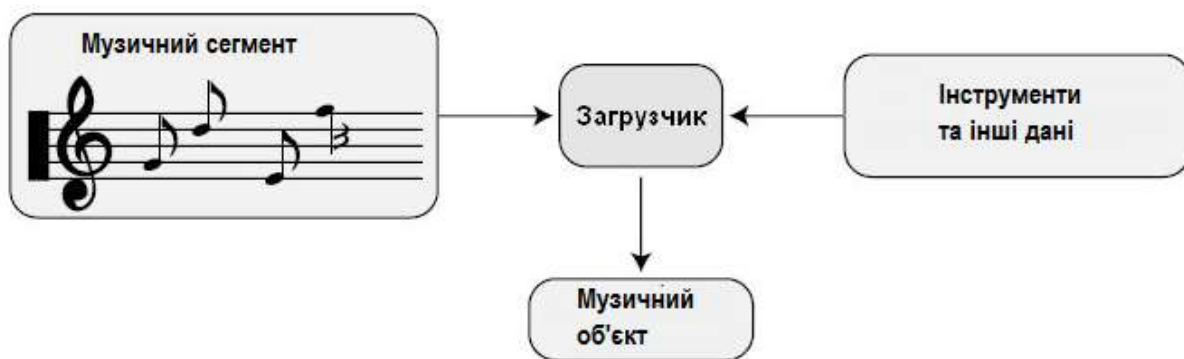 Музичний сегмент
Загрузчик
Інструменти
та інші дані
Музичний
об'єкт